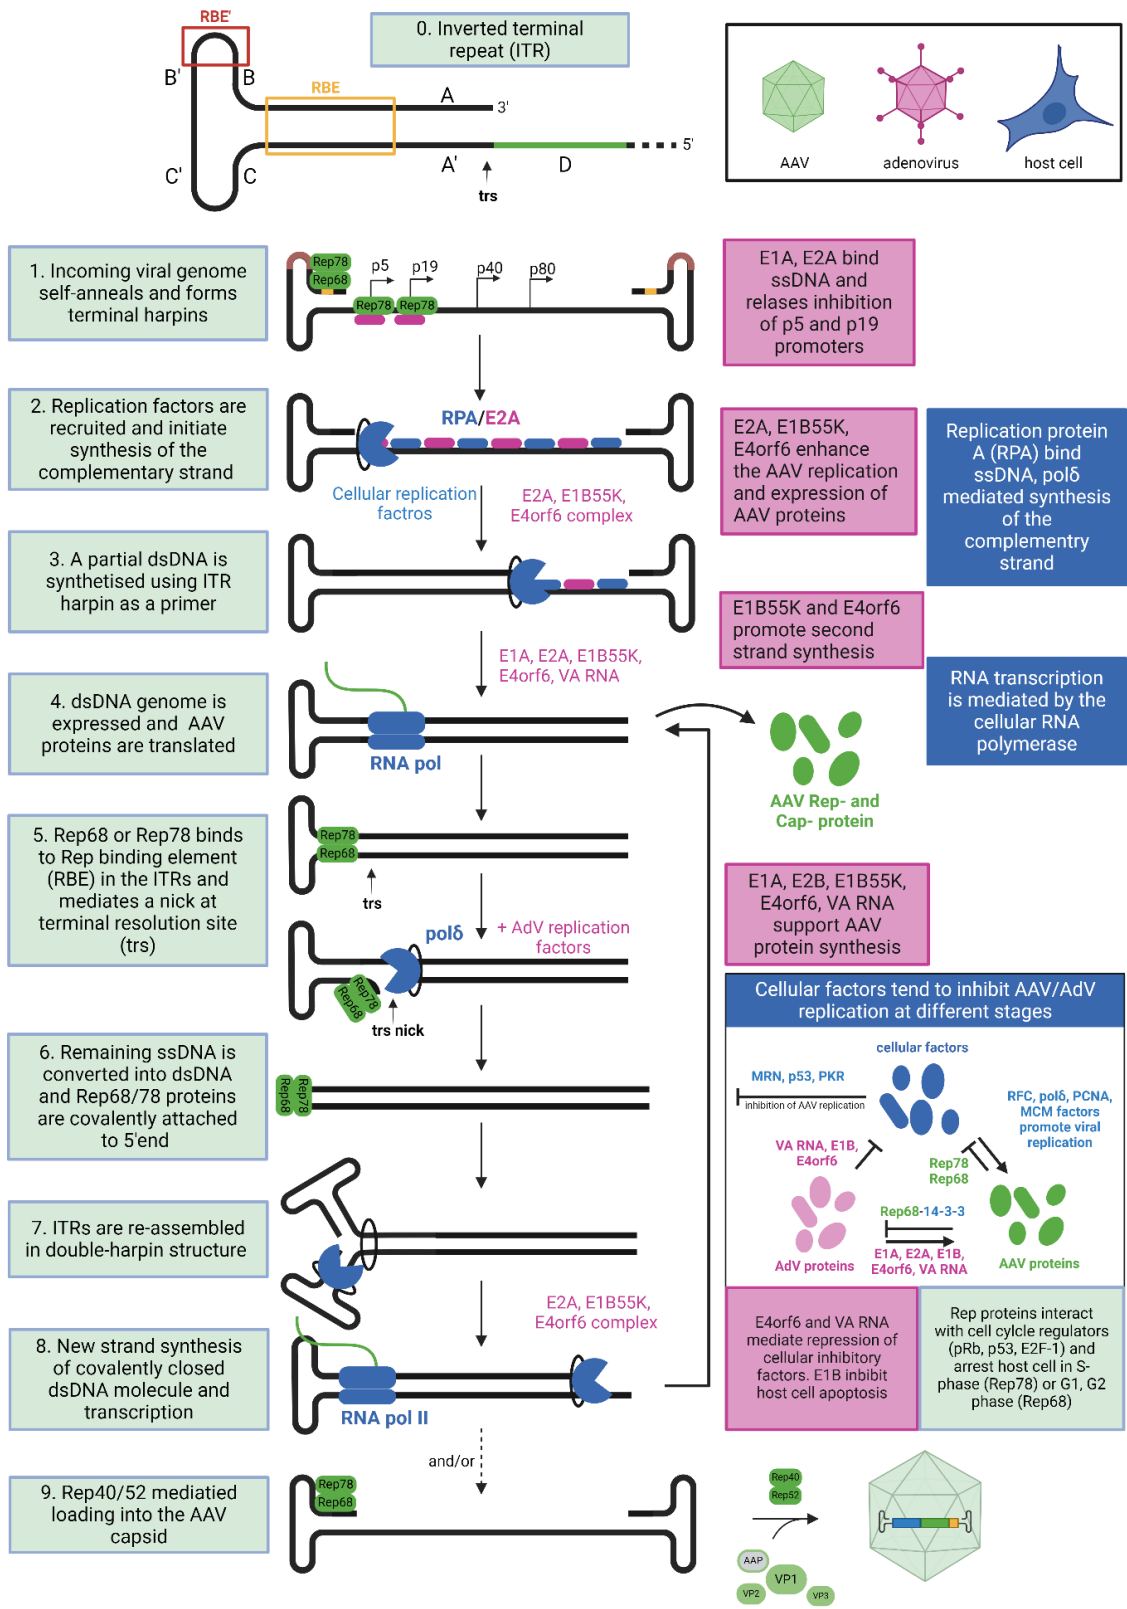 RBE'
0. Inverted terminal
repeat (ITR)
B'
B
RBE
A
3'
5'
C'
C
A'
D
trs
AAV
adenovirus
host cell
1. Incoming viral genome
self-anneals and forms
terminal harpins
Rep78
Rep68
p5
p19
p40
p80
Rep78
Rep78
E1A, E2A bind
ssDNA and
relases inhibition
of p5 and p19
promoters
2. Replication factors are
recruited and initiate
synthesis of the
complementary strand
RPA/E2A
Cellular replication
factros
E2A, E1B55K,
E4orf6 complex
E2A, E1B55K,
E4orf6 enhance
the AAV replication
and expression of
AAV proteins
Replication protein
A (RPA) bind
ssDNA, polδ
mediated synthesis
of the
complementry
strand
3. A partial dsDNA is
synthetised using ITR
harpin as a primer
E1B55K and E4orf6
promote second
strand synthesis
E1A, E2A, E1B55K,
E4orf6, VA RNA
4. dsDNA genome is
expressed and AAV
proteins are translated
RNA pol
RNA transcription
is mediated by the
cellular RNA
polymerase
AAV Rep- and
Cap- protein
5. Rep68 or Rep78 binds
to Rep binding element
(RBE) in the ITRs and
mediates a nick at
terminal resolution site
(trs)
Rep78
Rep68
trs
E1A, E2B, E1B55K,
E4orf6, VA RNA
support AAV
protein synthesis
polδ
+ AdV replication
factors
Rep78
Rep68
trs nick
6. Remaining ssDNA is
converted into dsDNA
and Rep68/78 proteins
are covalently attached
to 5'end
Rep68
Rep78
Cellular factors tend to inhibit AAV/AdV
replication at different stages
cellular factors
MRN, p53, PKR
inhibition of AAV replication
RFC, polδ, PCNA,
MCM factors
promote viral
replication
VA RNA, E1B,
E4orf6
Rep78
Rep68
Rep68-14-3-3
E1A, E2A, E1B,
E4orf6, VA RNA
AdV proteins
AAV proteins
7. ITRs are re-assembled
in double-harpin structure
E2A, E1B55K,
E4orf6 complex
E4orf6 and VA RNA
mediate repression of
cellular inhibitory
factors. E1B inbibit
host cell apoptosis
Rep proteins interact
with cell cylcle regulators
(pRb, p53, E2F-1) and
arrest host cell in S-
phase (Rep78) or G1, G2
phase (Rep68)
8. New strand synthesis
of covalently closed
dsDNA molecule and
transcription
RNA pol II
and/or
9. Rep40/52 mediatied
loading into the AAV
capsid
Rep78
Rep68
Rep40
Rep52
AAP
VP1
VP2
VP3